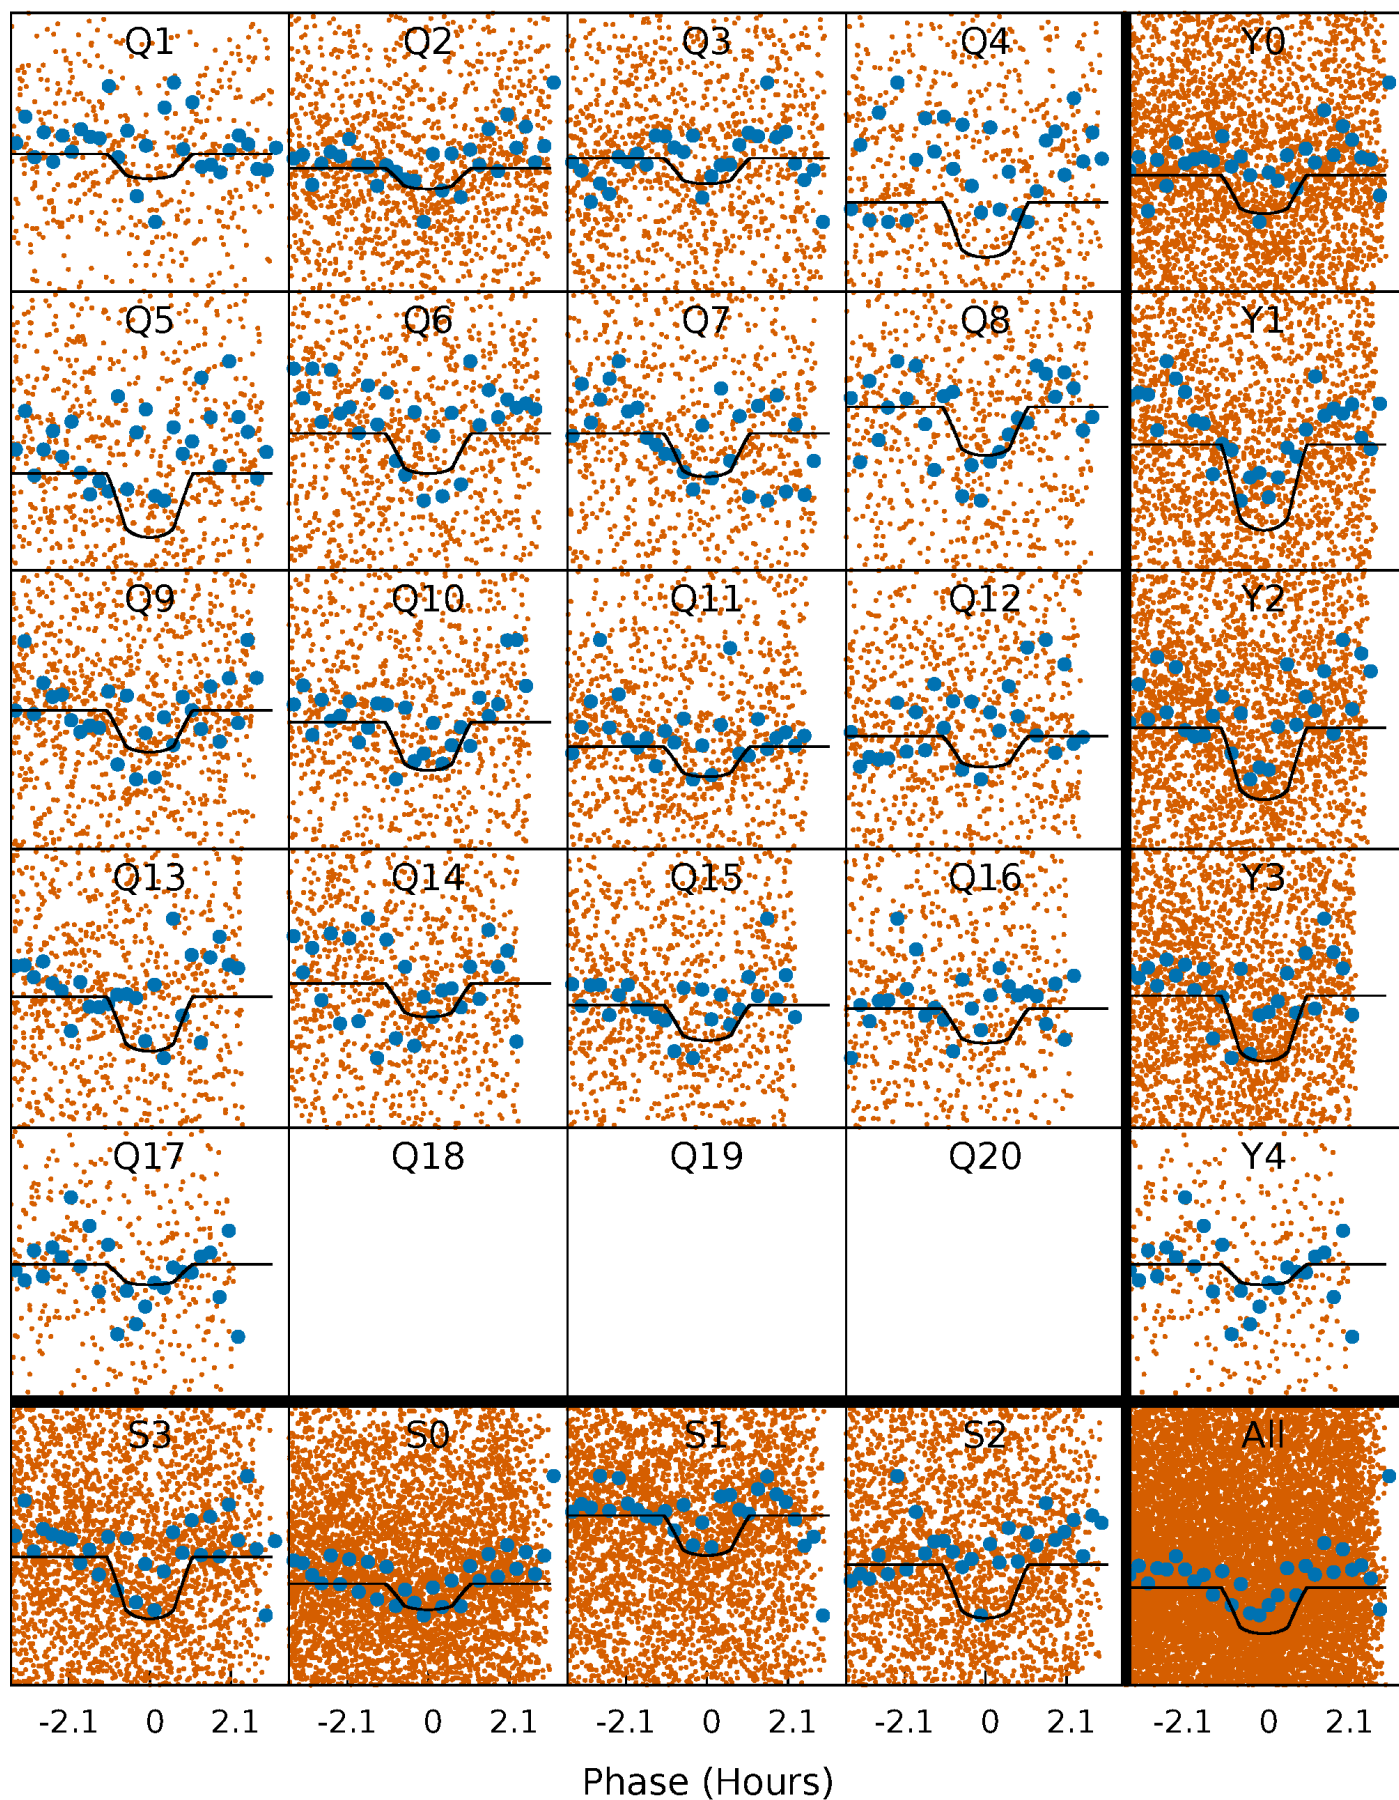 Q1 Q2 Q3 Q4 Y0
Q5 Q6 Q7 Q8 Y1
Q9 Q10 Q11 Q12 Y2
Q13 Q14 Q15 Q16 Y3
Q17 Q18 Q19 Q20 Y4
S3 S0 S1 S2 All
-2.1 0 2.1 -2.1 0 2.1 -2.1 0 2.1 -2.1 0 2.1 -2.1 0 2.1
Phase (Hours)